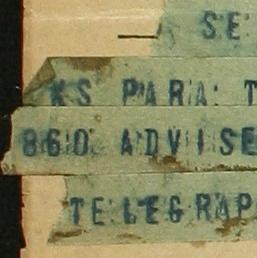 SE
KS PARA T
860 ADVISE
TELEGRAP